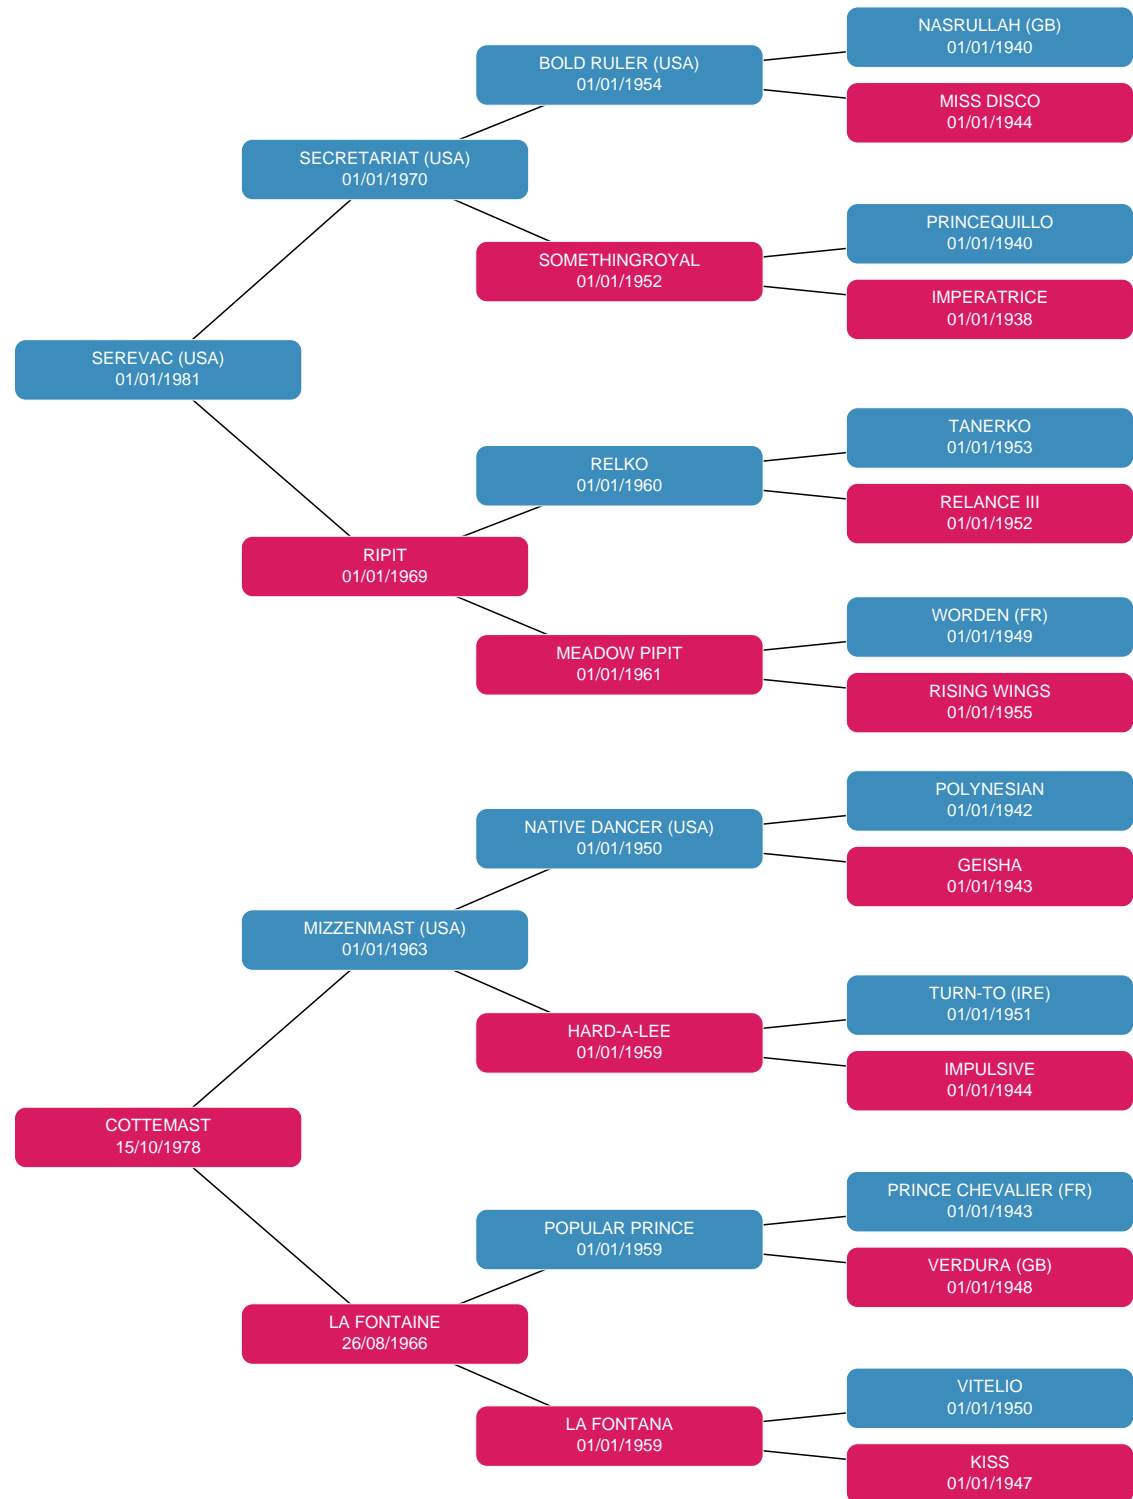 NASRULLAH (GB)
01/01/1940
BOLD RULER (USA)
01/01/1954
MISS DISCO
01/01/1944
SECRETARIAT (USA)
01/01/1970
PRINCEQUILLO
01/01/1940
SOMETHINGROYAL
01/01/1952
IMPERATRICE
01/01/1938
SEREVAC (USA)
01/01/1981
TANERKO
01/01/1953
RELKO
01/01/1960
RELANCE III
01/01/1952
RIPIT
01/01/1969
WORDEN (FR)
01/01/1949
MEADOW PIPIT
01/01/1961
RISING WINGS
01/01/1955
POLYNESIAN
01/01/1942
NATIVE DANCER (USA)
01/01/1950
GEISHA
01/01/1943
MIZZENMAST (USA)
01/01/1963
TURN-TO (IRE)
01/01/1951
HARD-A-LEE
01/01/1959
IMPULSIVE
01/01/1944
COTTEMAST
15/10/1978
PRINCE CHEVALIER (FR)
01/01/1943
POPULAR PRINCE
01/01/1959
VERDURA (GB)
01/01/1948
LA FONTAINE
26/08/1966
VITELIO
01/01/1950
LA FONTANA
01/01/1959
KISS
01/01/1947